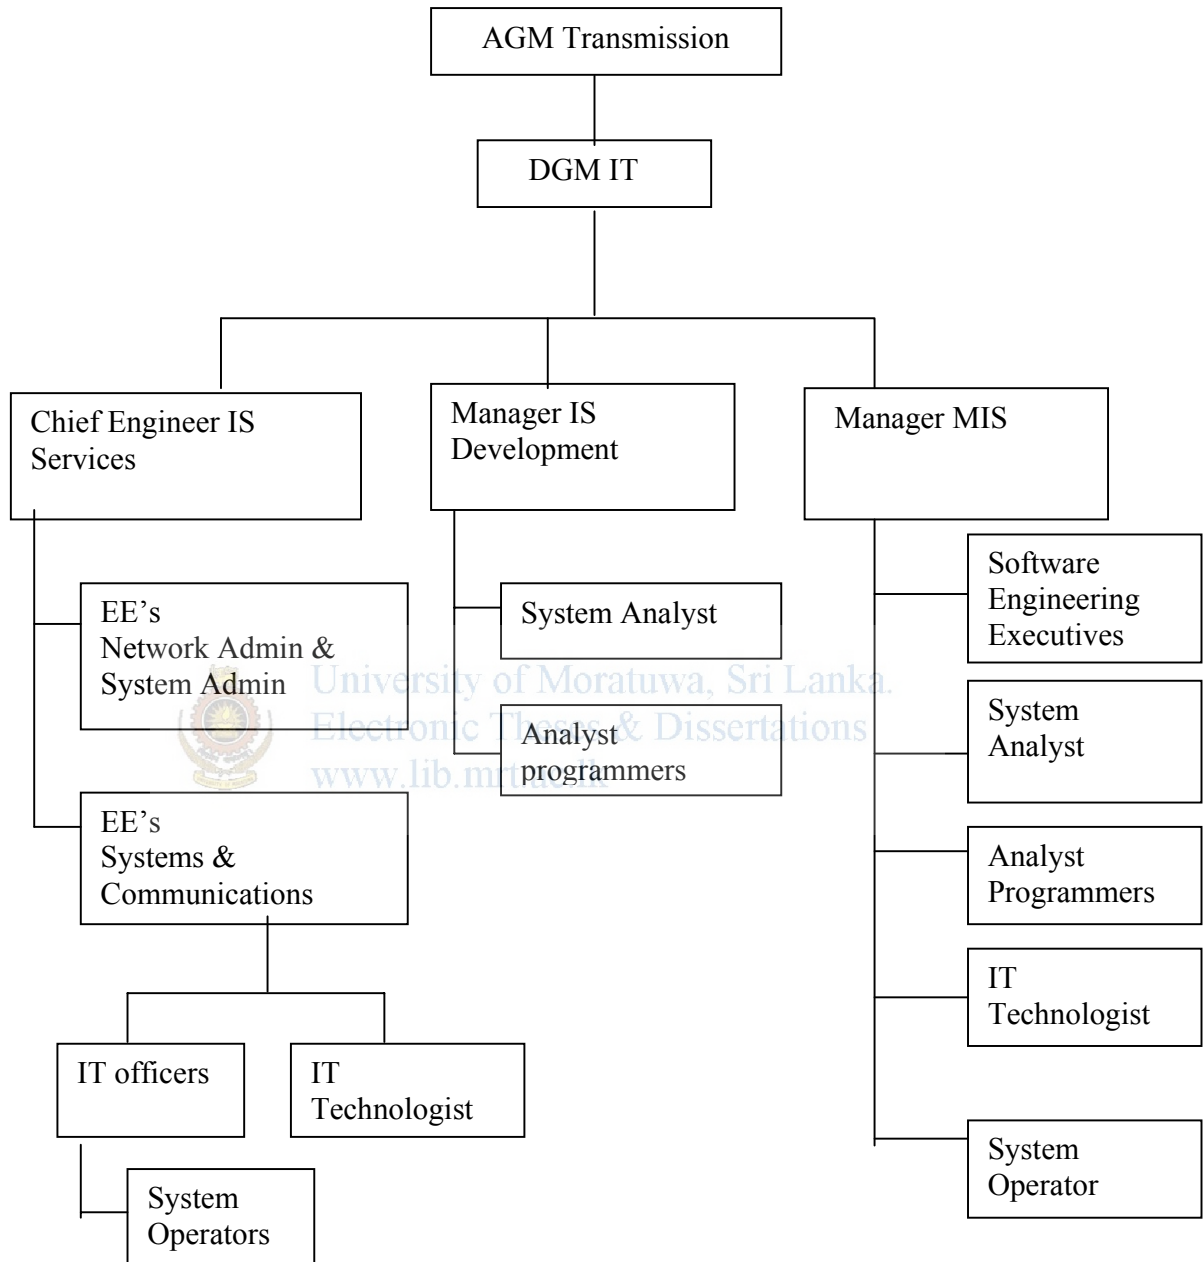 AGM Transmission
DGM IT
Chief Engineer IS
Services
Manager IS
Development
Manager MIS
EE's
Network Admin &
System Admin
EE's
Systems &
Communications
IT officers
IT
Technologist
System
Operators
System Analyst
Analyst
programmers
Software
Engineering
Executives
System
Analyst
Analyst
Programmers
IT
Technologist
System
Operator
University of Moratuwa, Sri Lanka.
Electronic Theses & Dissertations
www.lib.mrt.ac.lk